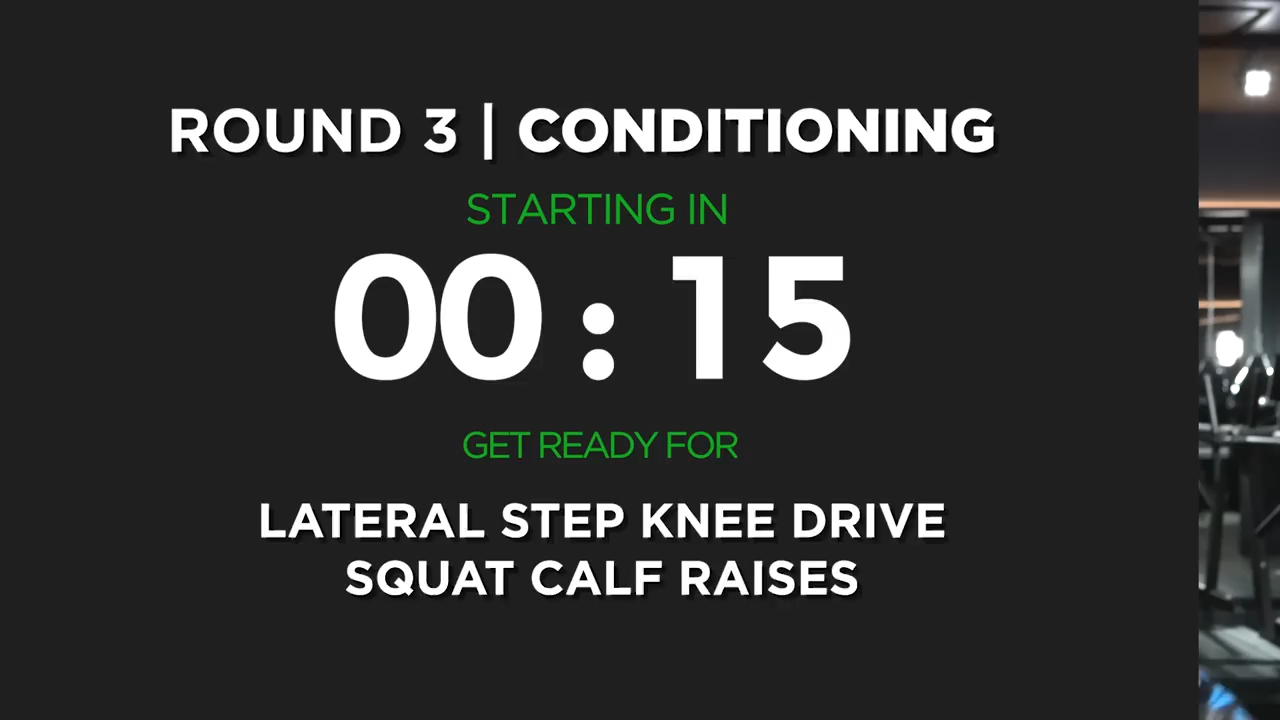 ROUND 3 | CONDITIONING
STARTING IN
00 : 15
GET READY FOR
LATERAL STEP KNEE DRIVE
SQUAT CALF RAISES